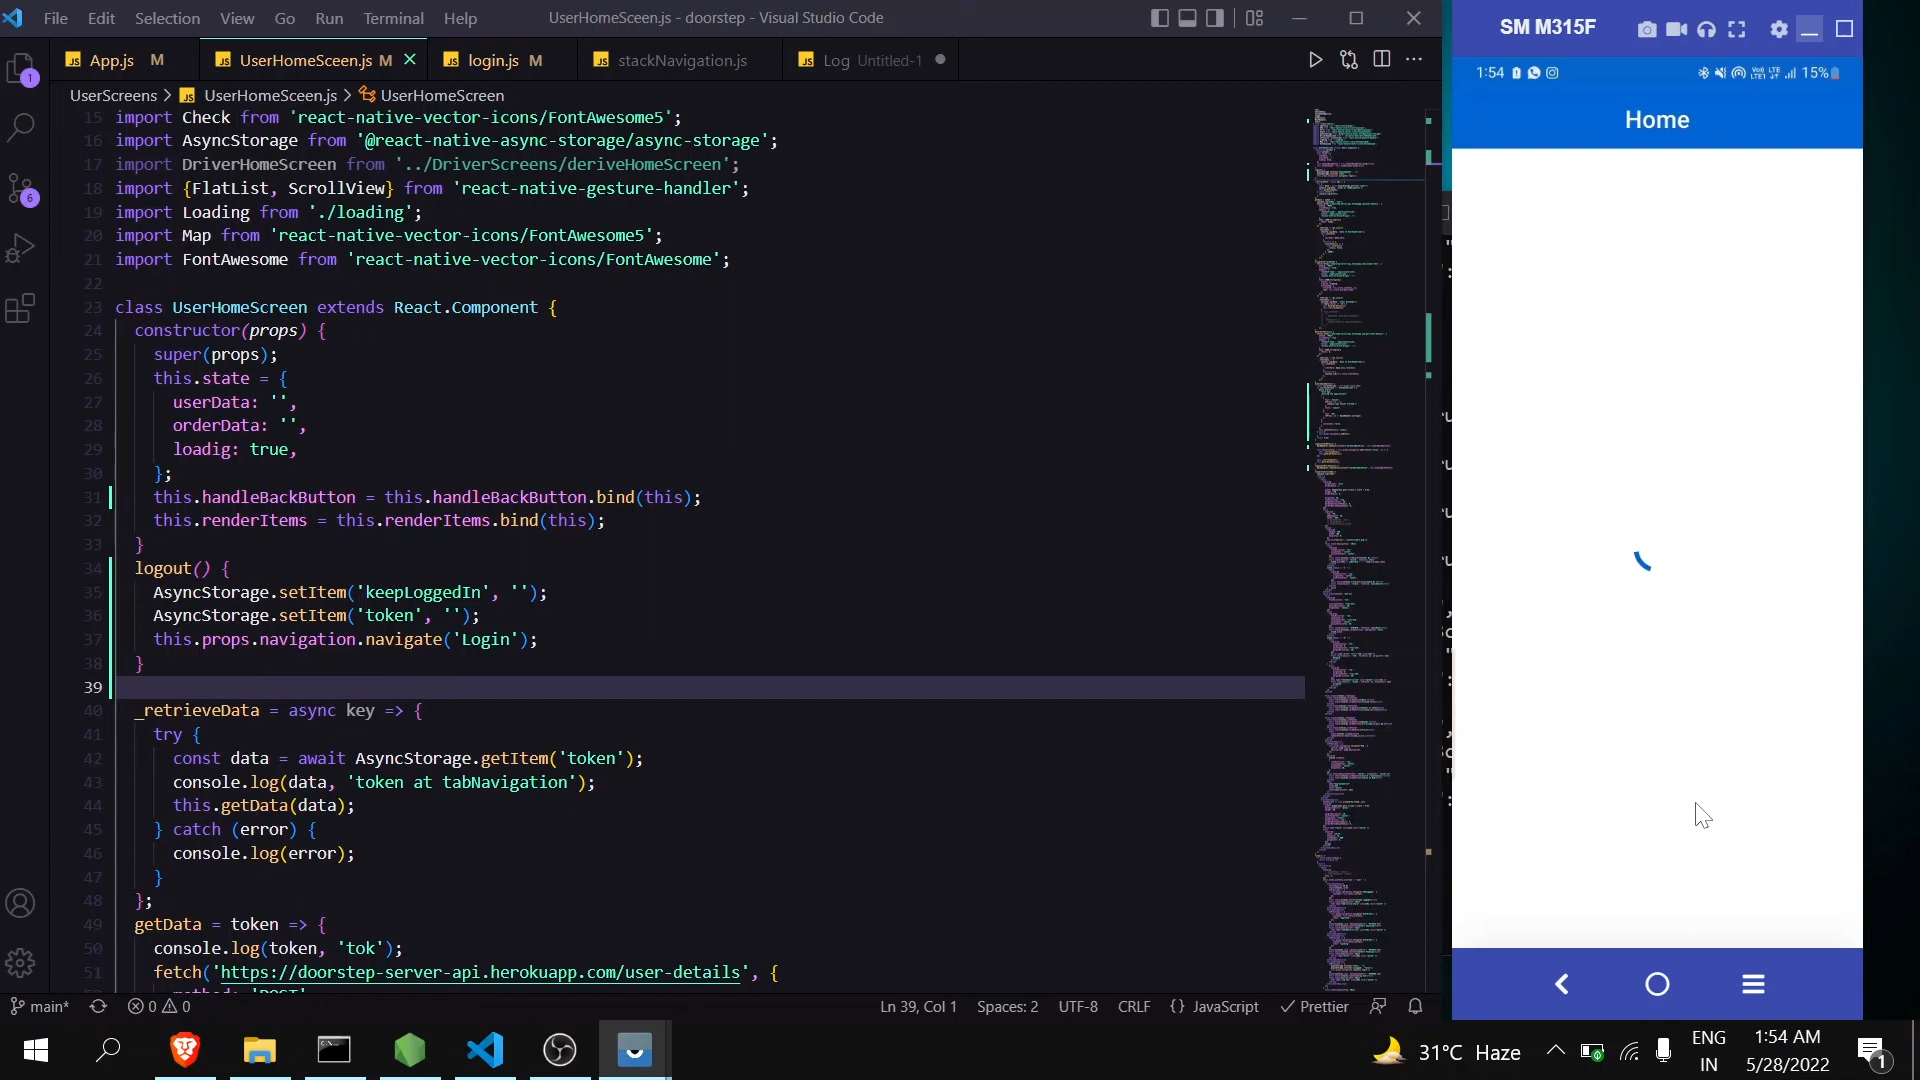 File Edit Selection View Go Run Terminal Help
UserHomeSceen.js - doorstep - Visual Studio Code
App.js M
UserHomeSceen.js M
login.js M
stackNavigation.js
Log Untitled-1
UserScreens > UserHomeSceen.js > UserHomeScreen
15 import Check from 'react-native-vector-icons/FontAwesome5';
16 import AsyncStorage from '@react-native-async-storage/async-storage';
17 import DriverHomeScreen from '../DriverScreens/deriveHomeScreen';
18 import {FlatList, ScrollView} from 'react-native-gesture-handler';
19 import Loading from './loading';
20 import Map from 'react-native-vector-icons/FontAwesome5';
21 import FontAwesome from 'react-native-vector-icons/FontAwesome';
22
23 class UserHomeScreen extends React.Component {
24 constructor(props) {
25 super(props);
26 this.state = {
27 userData: '',
28 orderData: '',
29 loadig: true,
30 };
31 this.handleBackButton = this.handleBackButton.bind(this);
32 this.renderItems = this.renderItems.bind(this);
33 }
34 logout() {
35 AsyncStorage.setItem('keepLoggedIn', '');
36 AsyncStorage.setItem('token', '');
37 this.props.navigation.navigate('Login');
38 }
39
40 _retrieveData = async key => {
41 try {
42 const data = await AsyncStorage.getItem('token');
43 console.log(data, 'token at tabNavigation');
44 this.getData(data);
45 } catch (error) {
46 console.log(error);
47 }
48 };
49 getData = token => {
50 console.log(token, 'tok');
51 fetch('https://doorstep-server-api.herokuapp.com/user-details', {
1
6
main* 0 0
Ln 39, Col 1 Spaces: 2 UTF-8 CRLF {} JavaScript Prettier
SM M315F
1:54
15%
Home
31°C Haze
ENG
IN
1:54 AM
5/28/2022
1